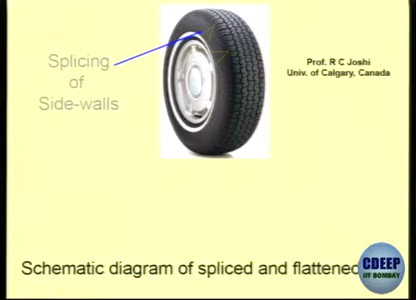 Splicing
of
Side-walls
Prof. R C Joshi
Univ. of Calgary, Canada
Schematic diagram of spliced and flattened
CDEEP
IIT BOMBAY